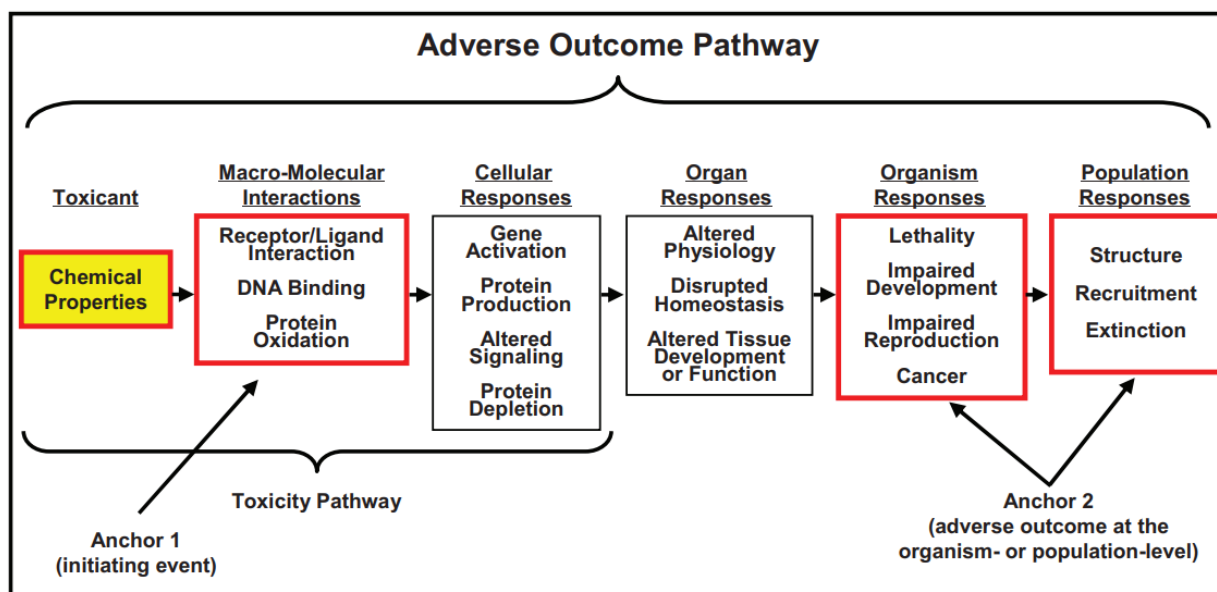 Adverse Outcome Pathway
Toxicant
Macro-Molecular
Interactions
Cellular
Responses
Organ
Responses
Organism
Responses
Population
Responses
Chemical
Properties
Receptor/Ligand
Interaction
DNA Binding
Protein
Oxidation
Gene
Activation
Protein
Production
Altered
Signaling
Protein
Depletion
Altered
Physiology
Disrupted
Homeostasis
Altered Tissue
Development
or Function
Lethality
Impaired
Development
Impaired
Reproduction
Cancer
Structure
Recruitment
Extinction
Toxicity Pathway
Anchor 1
(initiating event)
Anchor 2
(adverse outcome at the
organism- or population-level)